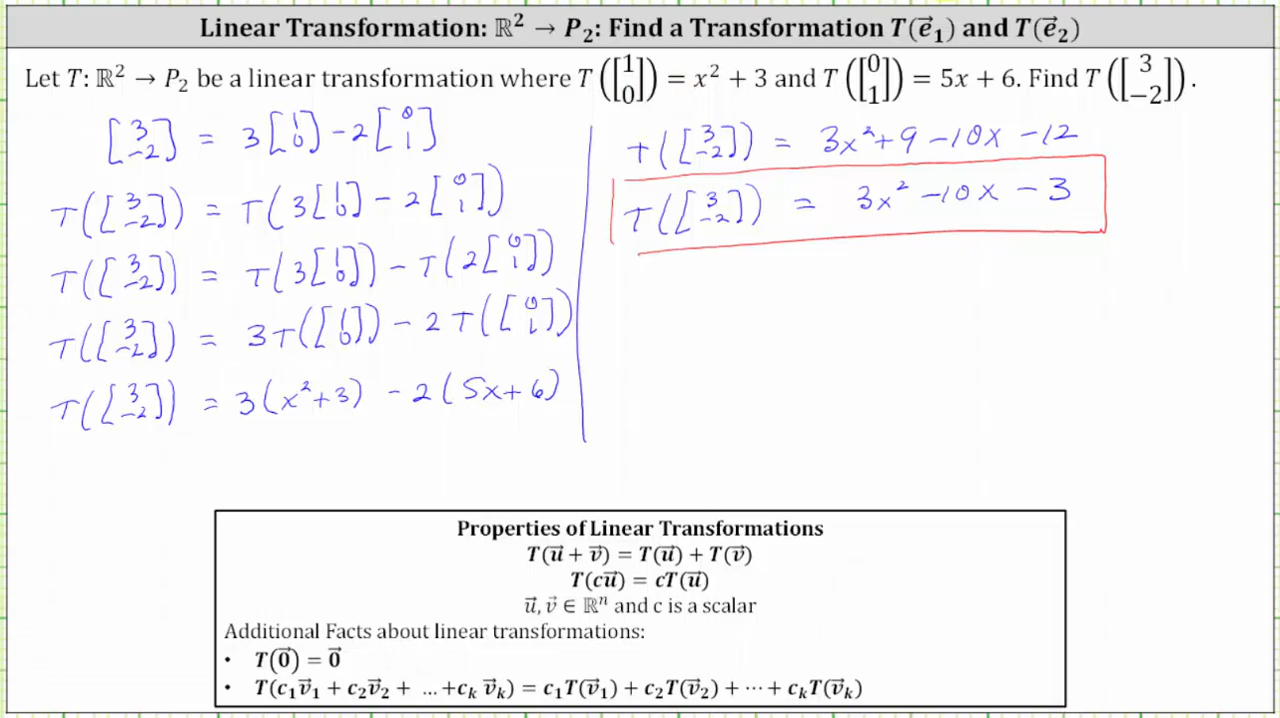 Linear Transformation: ℝ² → P₂: Find a Transformation T(e⃗₁) and T(e⃗₂)
Let T: ℝ² → P₂ be a linear transformation where T([1 0]) = x² + 3 and T([0 1]) = 5x + 6. Find T([3 −2]).
[3 −2] = 3[1 0] − 2[0 1]
T([3 −2]) = T(3[1 0] − 2[0 1])
T([3 −2]) = T(3[1 0]) − T(2[0 1])
T([3 −2]) = 3T([1 0]) − 2T([0 1])
T([3 −2]) = 3(x²+3) − 2(5x+6)
T([3 −2]) = 3x²+9 −10x −12
T([3 −2]) = 3x² −10x − 3
Properties of Linear Transformations
T(u⃗ + v⃗) = T(u⃗) + T(v⃗)
T(cu⃗) = cT(u⃗)
u⃗, v⃗ ∈ ℝⁿ and c is a scalar
Additional Facts about linear transformations:
• T(0⃗) = 0⃗
• T(c₁v⃗₁ + c₂v⃗₂ + … +cₖ v⃗ₖ) = c₁T(v⃗₁) + c₂T(v⃗₂) + ⋯ + cₖT(v⃗ₖ)